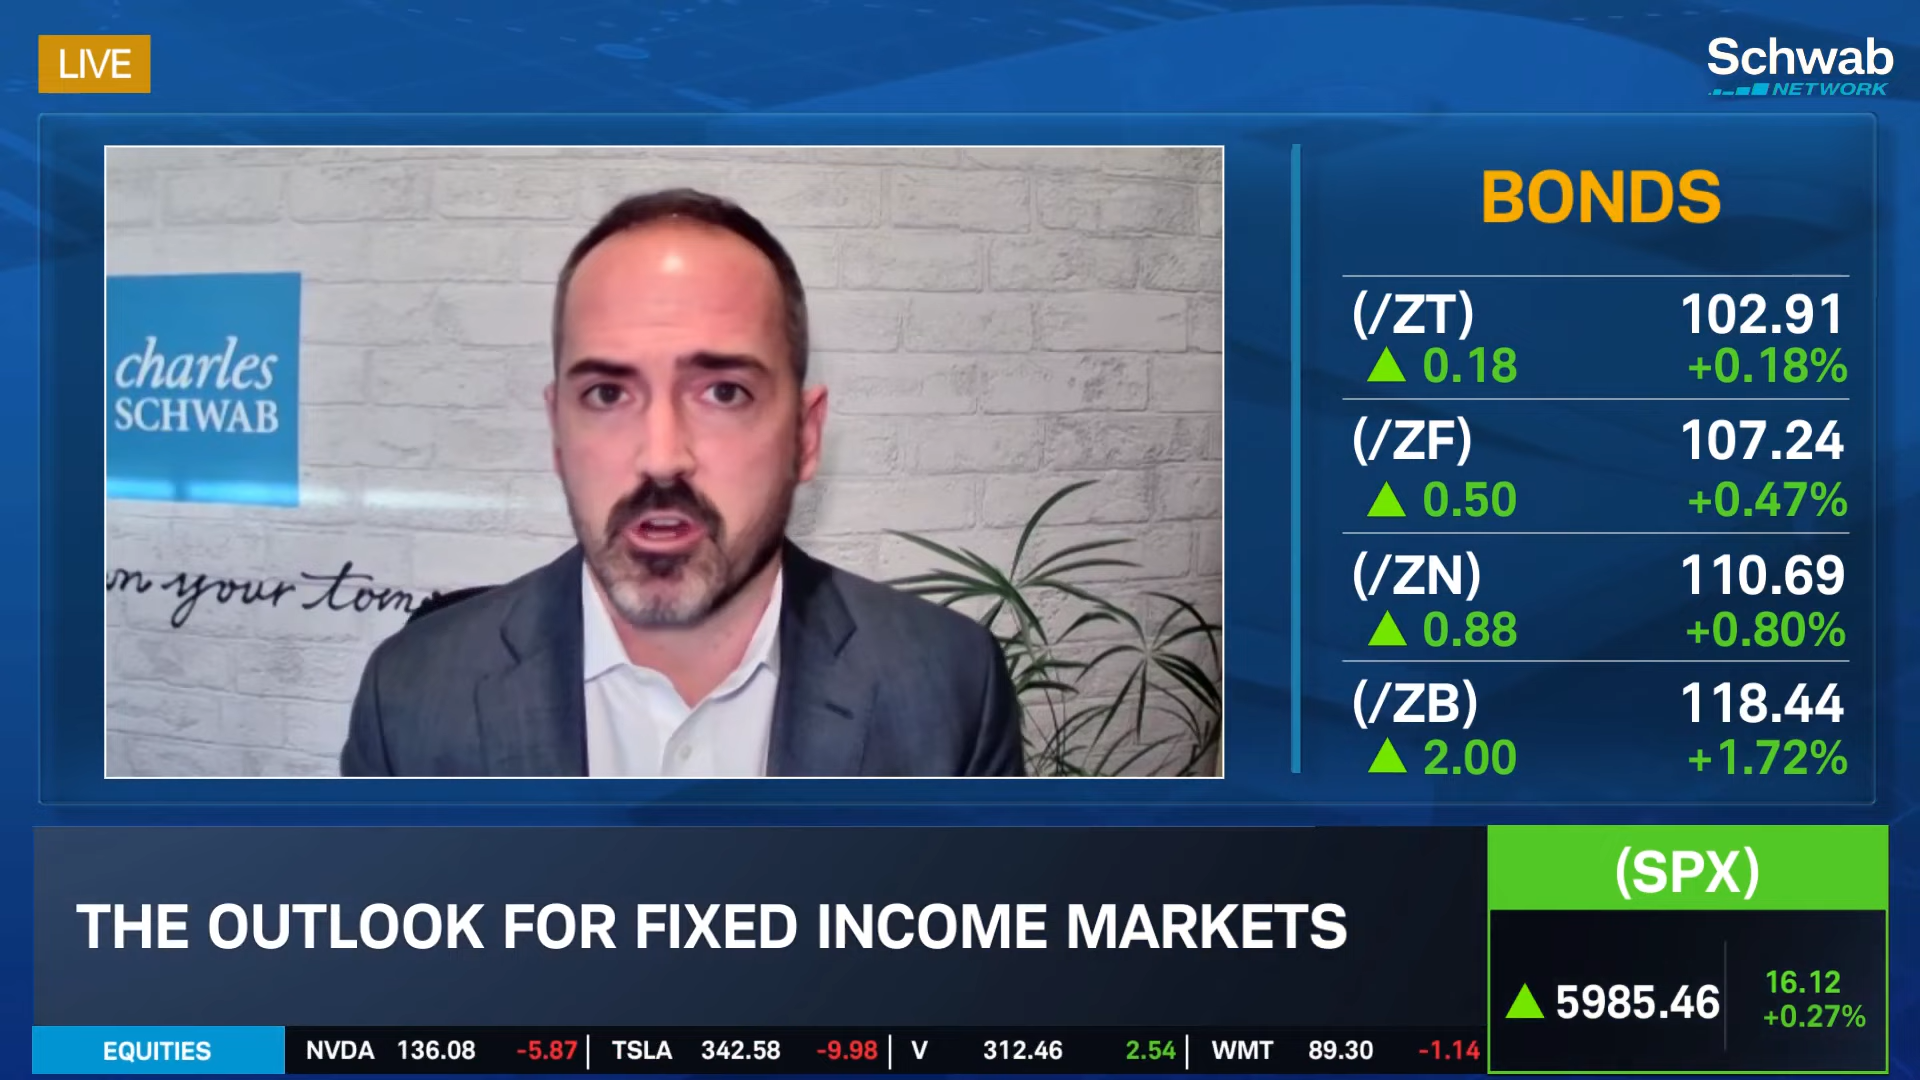 LIVE
Schwab
NETWORK
charles
SCHWAB
n your tom
BONDS
(/ZT) 102.91
▲ 0.18 +0.18%
(/ZF) 107.24
▲ 0.50 +0.47%
(/ZN) 110.69
▲ 0.88 +0.80%
(/ZB) 118.44
▲ 2.00 +1.72%
THE OUTLOOK FOR FIXED INCOME MARKETS
(SPX)
▲ 5985.46
16.12
+0.27%
EQUITIES NVDA 136.08 -5.87 | TSLA 342.58 -9.98 | V 312.46 2.54 | WMT 89.30 -1.14